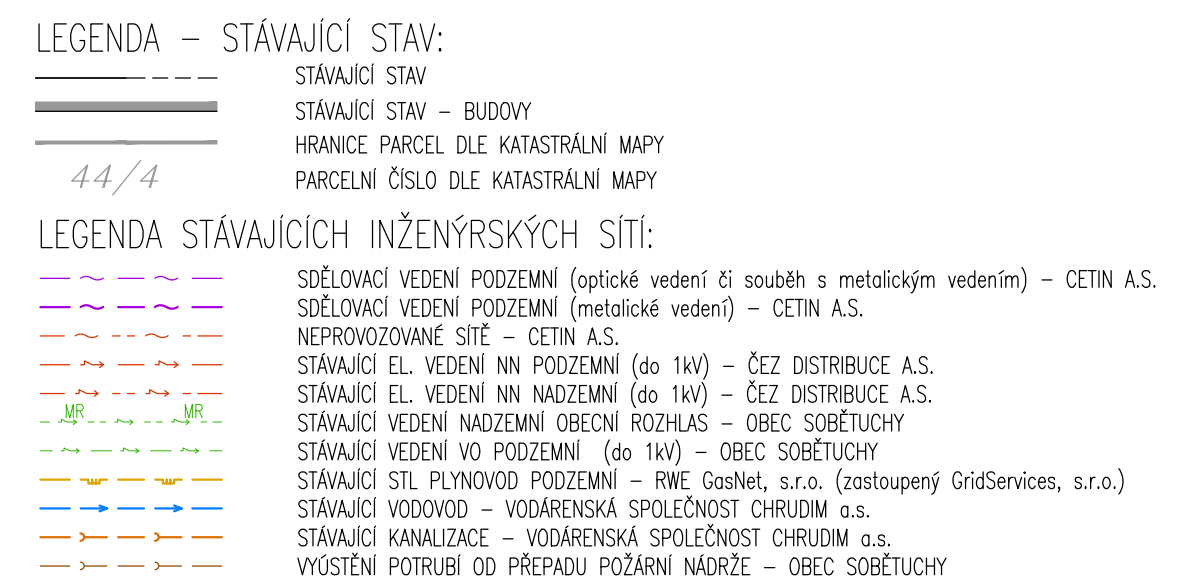 LEGENDA – STÁVAJÍCÍ STAV:
STÁVAJÍCÍ STAV
STÁVAJÍCÍ STAV – BUDOVY
HRANICE PARCEL DLE KATASTRÁLNÍ MAPY
44/4 PARCELNÍ ČÍSLO DLE KATASTRÁLNÍ MAPY
LEGENDA STÁVAJÍCÍCH INŽENÝRSKÝCH SÍTÍ:
SDĚLOVACÍ VEDENÍ PODZEMNÍ (optické vedení či souběh s metalickým vedením) – CETIN A.S.
SDĚLOVACÍ VEDENÍ PODZEMNÍ (metalické vedení) – CETIN A.S.
NEPROVOZOVANÉ SÍTĚ – CETIN A.S.
STÁVAJÍCÍ EL. VEDENÍ NN PODZEMNÍ (do 1kV) – ČEZ DISTRIBUCE A.S.
STÁVAJÍCÍ EL. VEDENÍ NN NADZEMNÍ (do 1kV) – ČEZ DISTRIBUCE A.S.
MR MR STÁVAJÍCÍ VEDENÍ NADZEMNÍ OBECNÍ ROZHLAS – OBEC SOBĚTUCHY
STÁVAJÍCÍ VEDENÍ VO PODZEMNÍ (do 1kV) – OBEC SOBĚTUCHY
STÁVAJÍCÍ STL PLYNOVOD PODZEMNÍ – RWE GasNet, s.r.o. (zastoupený GridServices, s.r.o.)
STÁVAJÍCÍ VODOVOD – VODÁRENSKÁ SPOLEČNOST CHRUDIM a.s.
STÁVAJÍCÍ KANALIZACE – VODÁRENSKÁ SPOLEČNOST CHRUDIM a.s.
VYÚSTĚNÍ POTRUBÍ OD PŘEPADU POŽÁRNÍ NÁDRŽE – OBEC SOBĚTUCHY